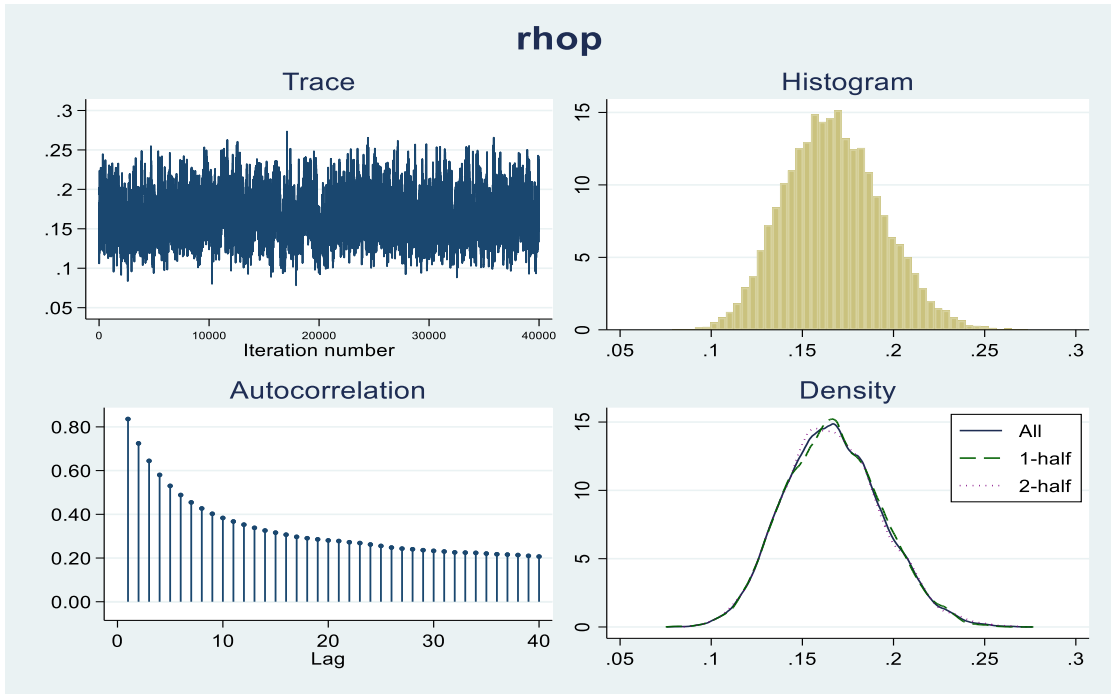 rhop
Trace
.3
.25
.2
.15
.1
.05
0 10000 20000 30000 40000
Iteration number
Histogram
15
10
5
0
.05 .1 .15 .2 .25 .3
Autocorrelation
0.80
0.60
0.40
0.20
0.00
0 10 20 30 40
Lag
Density
15
10
5
0
.05 .1 .15 .2 .25 .3
All
1-half
2-half